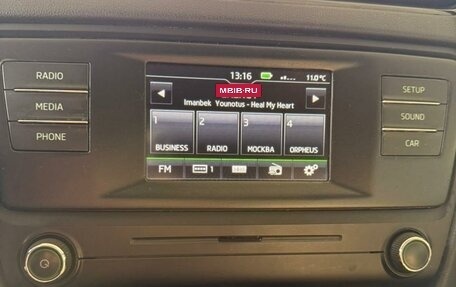 13:16
11.0°C
MBIB.RU
Imanbek Younotus - Heal My Heart
RADIO
MEDIA
PHONE
SETUP
SOUND
CAR
1
2
3
4
BUSINESS
RADIO
МОСКВА
ORPHEUS
FM
1